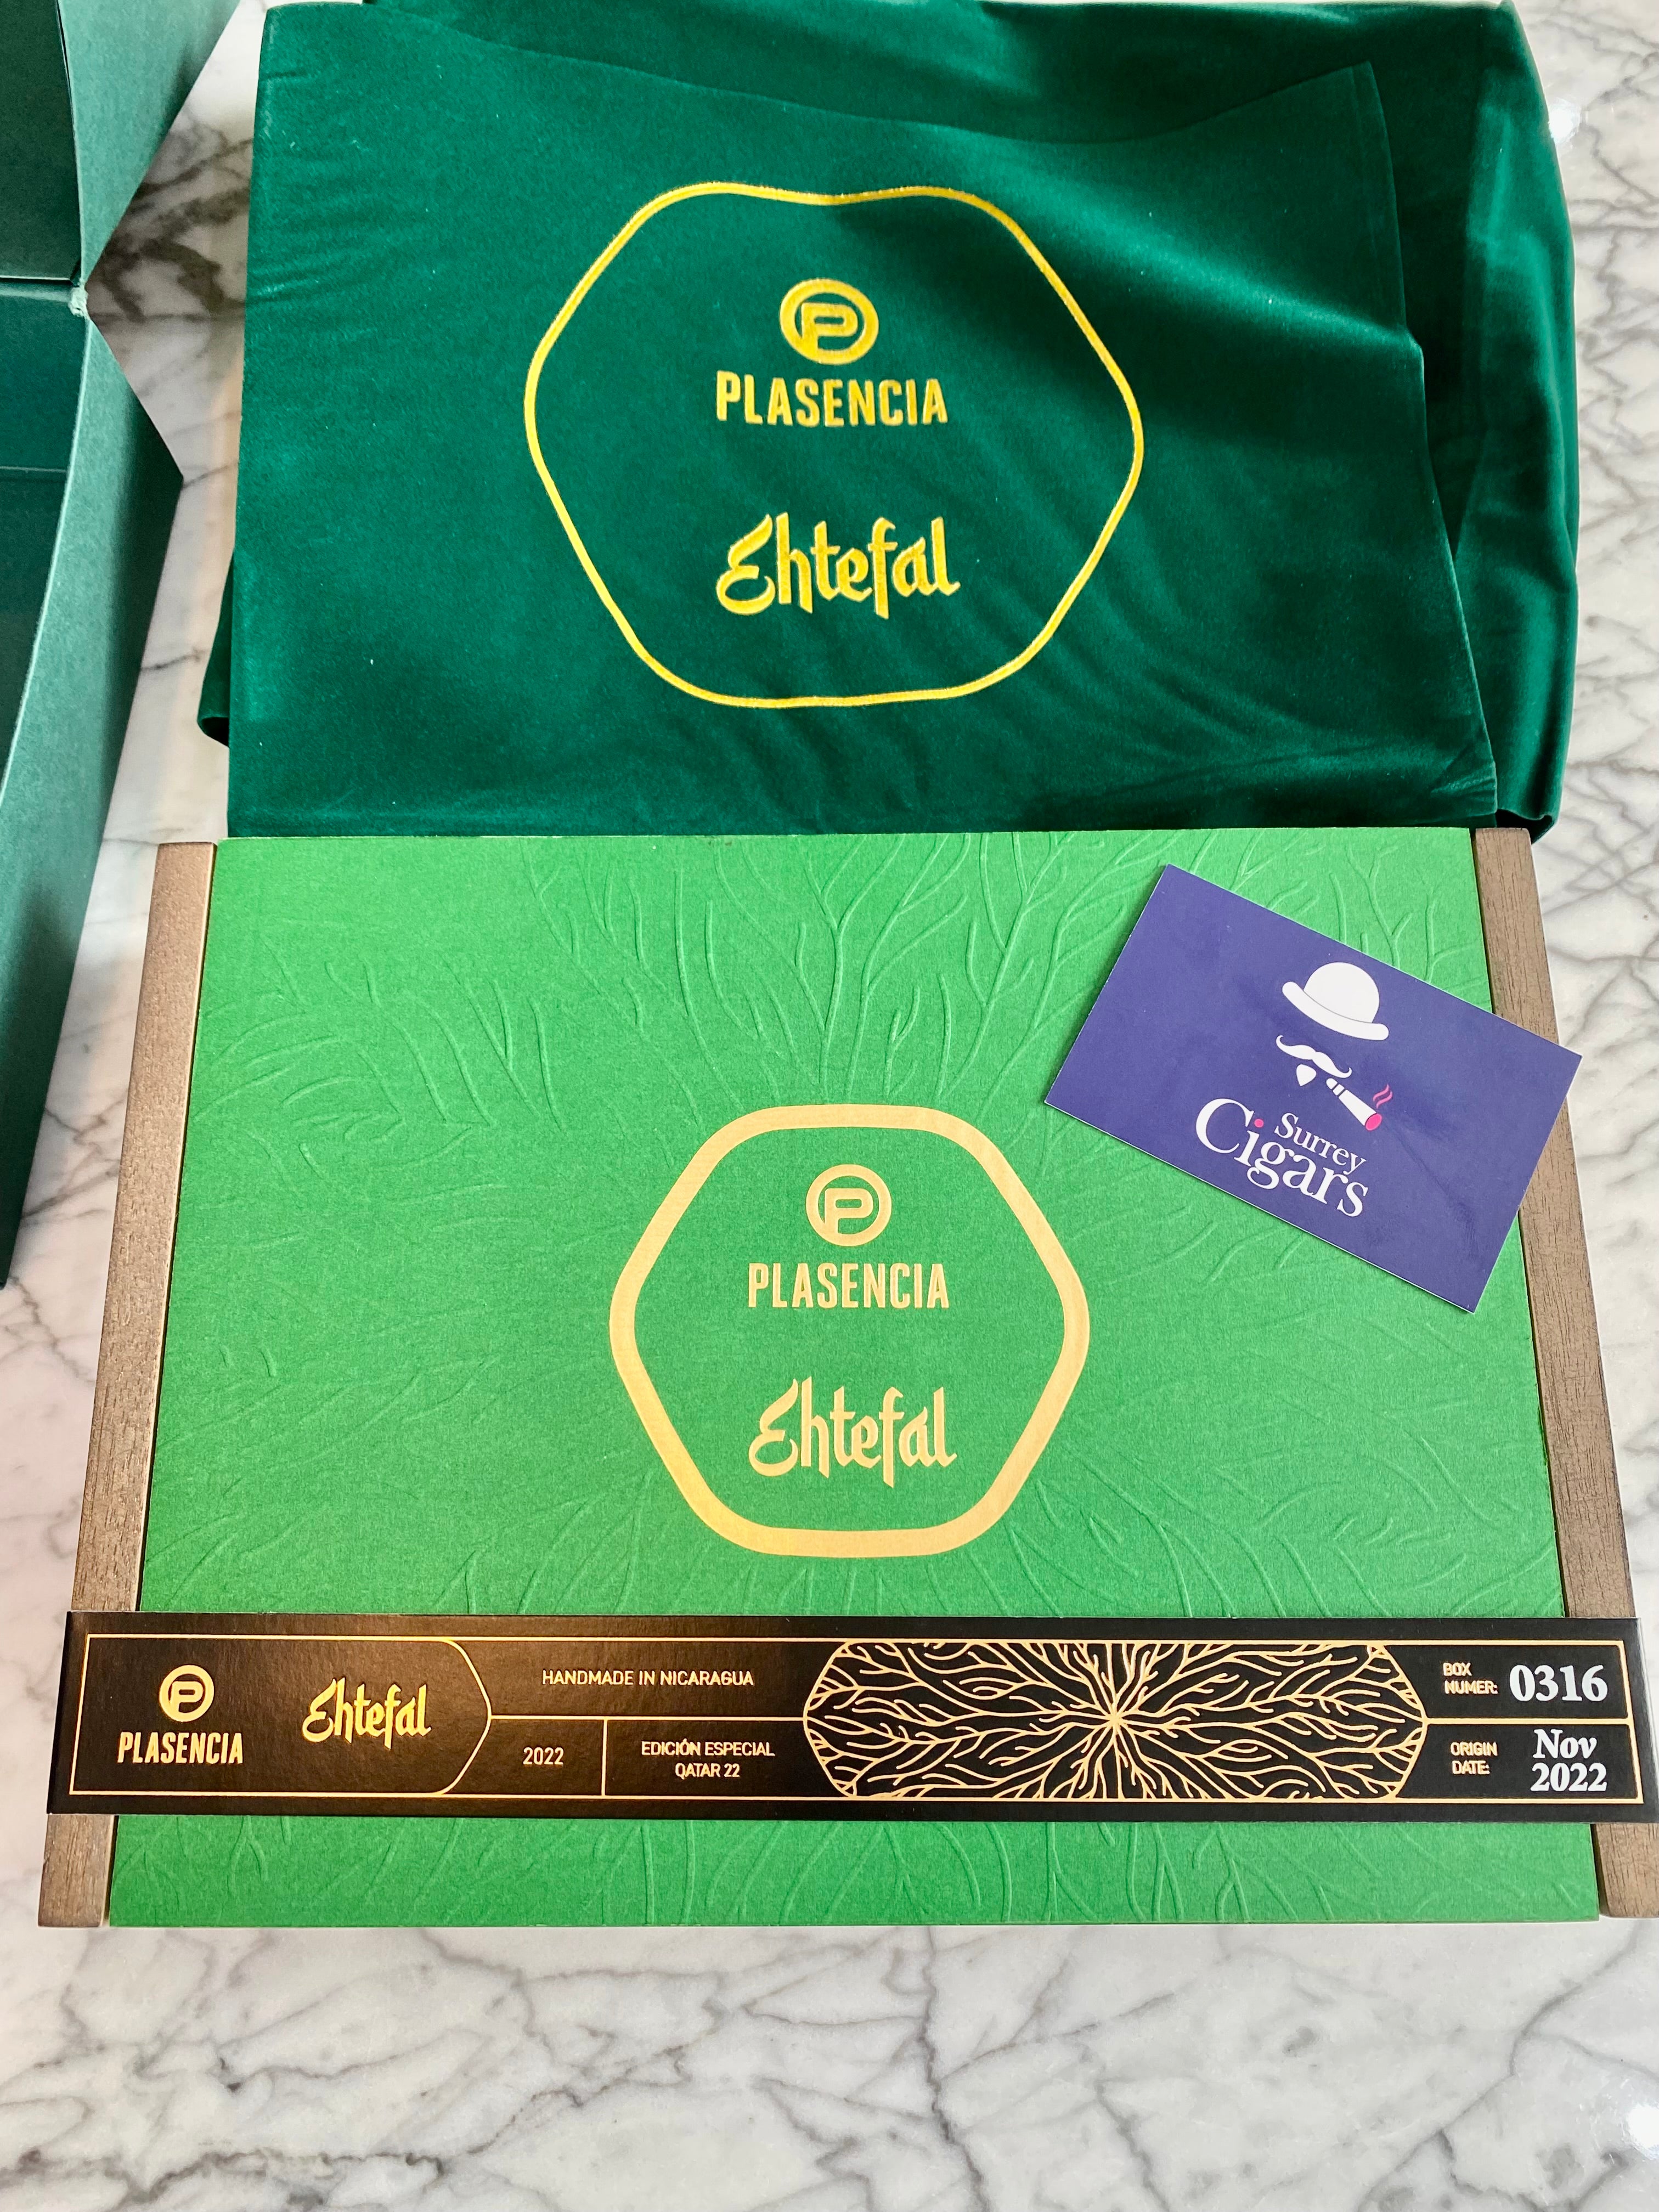 P
PLASENCIA
Ehtefal
Surrey
Cigars
P
PLASENCIA
Ehtefal
P
PLASENCIA
Ehtefal
HANDMADE IN NICARAGUA
2022
EDICIÓN ESPECIAL
QATAR 22
BOX
NUMER:
0316
ORIGIN
DATE:
Nov
2022